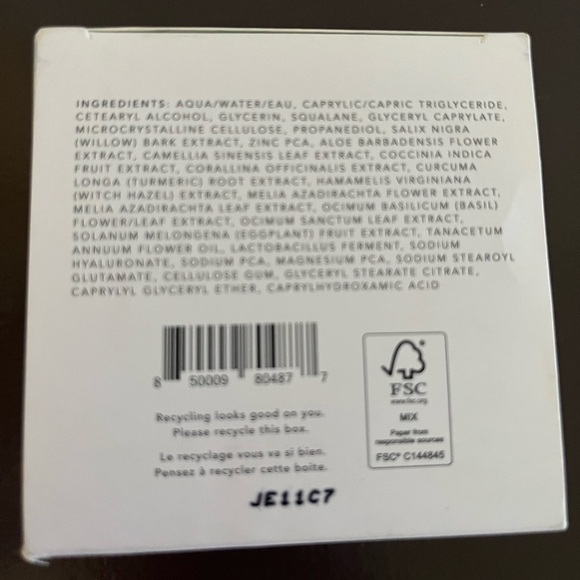 INGREDIENTS: AQUA/WATER/EAU, CAPRYLIC/CAPRIC TRIGLYCERIDE,
CETEARYL ALCOHOL, GLYCERIN, SQUALANE, GLYCERYL CAPRYLATE,
MICROCRYSTALLINE CELLULOSE, PROPANEDIOL, SALIX NIGRA
(WILLOW) BARK EXTRACT, ZINC PCA, ALOE BARBADENSIS FLOWER
EXTRACT, CAMELLIA SINENSIS LEAF EXTRACT, COCCINIA INDICA
FRUIT EXTRACT, CORALLINA OFFICINALIS EXTRACT, CURCUMA
LONGA (TURMERIC) ROOT EXTRACT, HAMAMELIS VIRGINIANA
(WITCH HAZEL) EXTRACT, MELIA AZADIRACHTA FLOWER EXTRACT,
MELIA AZADIRACHTA LEAF EXTRACT, OCIMUM BASILICUM (BASIL)
FLOWER/LEAF EXTRACT, OCIMUM SANCTUM LEAF EXTRACT,
SOLANUM MELONGENA (EGGPLANT) FRUIT EXTRACT, TANACETUM
ANNUUM FLOWER OIL, LACTOBACILLUS FERMENT, SODIUM
HYALURONATE, SODIUM PCA, MAGNESIUM PCA, SODIUM STEAROYL
GLUTAMATE, CELLULOSE GUM, GLYCERYL STEARATE CITRATE,
CAPRYLYL GLYCERYL ETHER, CAPRYLHYDROXAMIC ACID
8 50009 80487 7
Recycling looks good on you.
Please recycle this box.
Le recyclage vous va si bien.
Pensez à recycler cette boîte.
JE11C7
FSC
www.fsc.org
MIX
Paper from
responsible sources
FSC® C144845